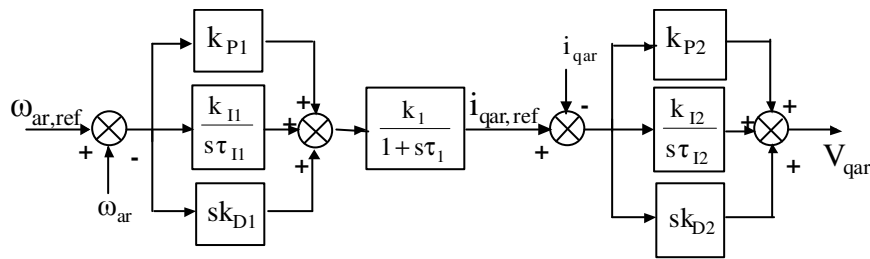 k_P1
i_qar
k_P2
ω_ar,ref
k_I1
sτ_I1
k_1
1+sτ_1
i_qar,ref
k_I2
sτ_I2
V_qar
ω_ar
sk_D1
sk_D2
+
-
+
+
+
+
-
+
+
+